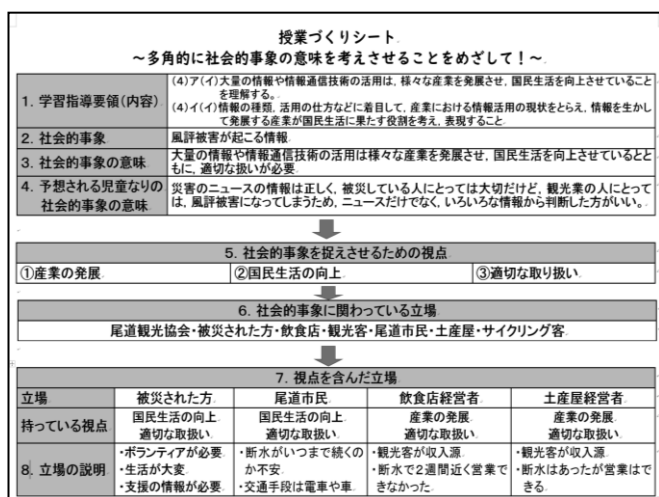 授業づくりシート
～多角的に社会的事象の意味を考えさせることをめざして！～
1. 学習指導要領(内容)
(4)ア(イ)大量の情報や情報通信技術の活用は, 様々な産業を発展させ, 国民生活を向上させていること
を理解する。
(4)イ(イ)情報の種類, 活用の仕方などに着目して, 産業における情報活用の現状をとらえ, 情報を生かし
て発展する産業が国民生活に果たす役割を考え, 表現すること
2. 社会的事象
風評被害が起こる情報
3. 社会的事象の意味
大量の情報や情報通信技術の活用は様々な産業を発展させ, 国民生活を向上させているとと
もに, 適切な扱いが必要
4. 予想される児童なりの
社会的事象の意味
災害のニュースの情報は正しく, 被災している人にとっては大切だけど, 観光業の人にとって
は, 風評被害になってしまうため, ニュースだけでなく, いろいろな情報から判断した方がいい。
5. 社会的事象を捉えさせるための視点
①産業の発展
②国民生活の向上
③適切な取り扱い
6. 社会的事象に関わっている立場
尾道観光協会・被災された方・飲食店・観光客・尾道市民・土産屋・サイクリング客
7. 視点を含んだ立場
立場
被災された方
尾道市民
飲食店経営者
土産屋経営者
持っている視点
国民生活の向上
適切な取扱い
国民生活の向上
適切な取扱い
産業の発展
適切な取扱い
産業の発展
適切な取扱い
8. 立場の説明
・ボランティアが必要
・生活が大変
・支援の情報が必要
・断水がいつまで続くの
か不安
・交通手段は電車や車
・観光客が収入源
・断水で2週間近く営業で
きなかった
・観光客が収入源
・断水はあったが営業はで
きる